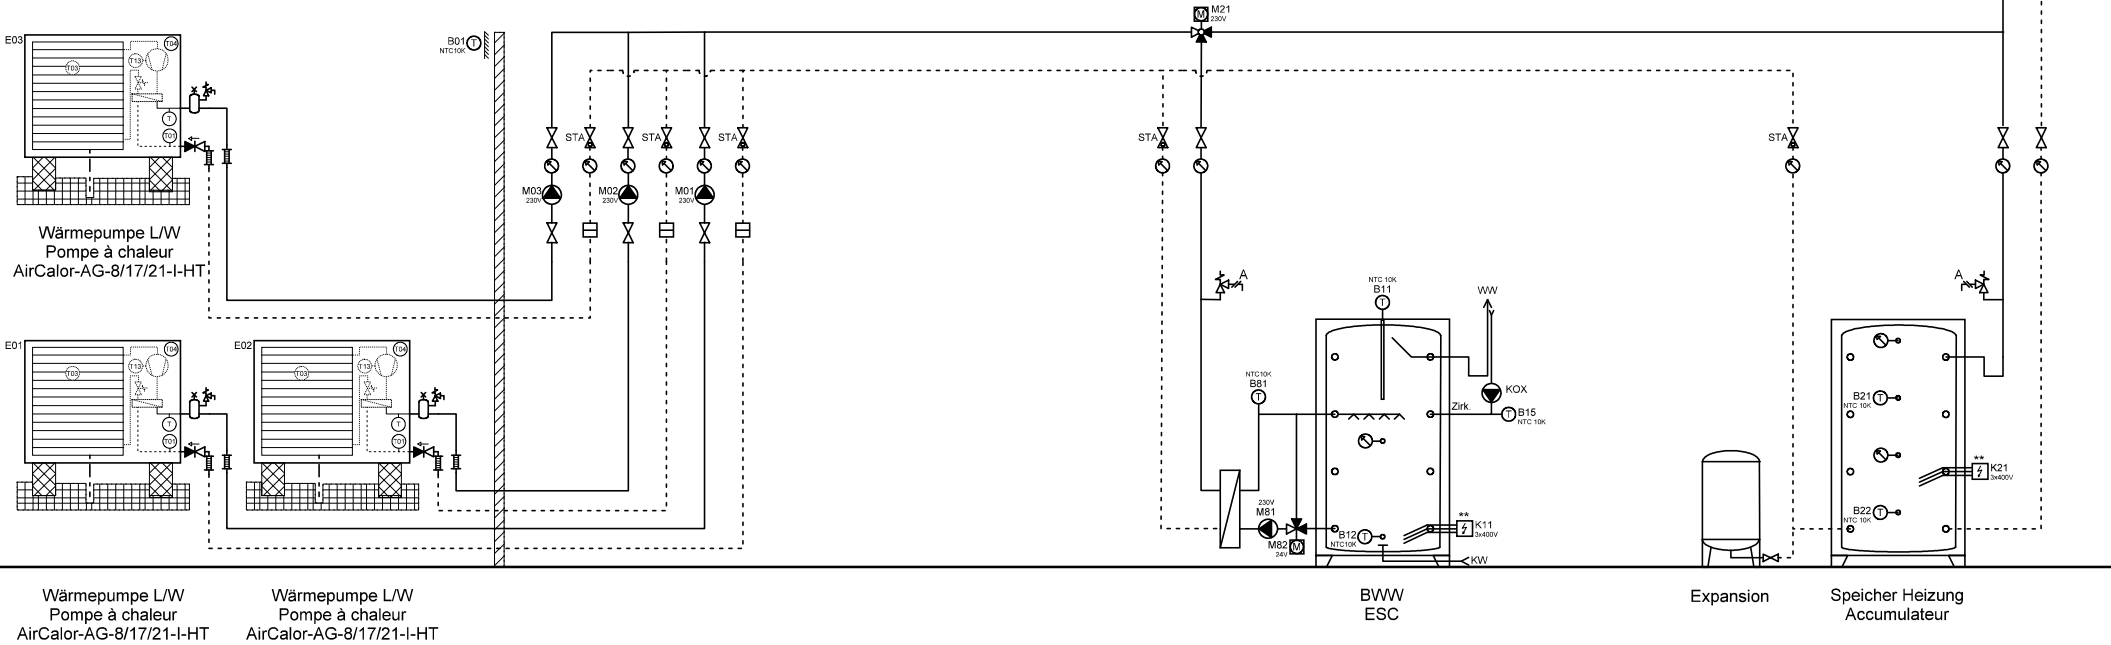 M21
230V
E03
T04
T13
T03
T
T01
B01
T
NTC10K
STA
STA
STA
STA
STA
M03
230V
M02
230V
M01
230V
Wärmepumpe L/W
Pompe à chaleur
AirCalor-AG-8/17/21-I-HT
A
NTC 10K
B11
T
WW
A
E01
T04
T13
T03
T
T01
E02
T04
T13
T03
T
T01
NTC10K
B81
T
KOX
Zirk.
T
B15
NTC 10K
B21
T
NTC 10K
**
K21
3x400V
230V
M81
M82
24V
M
B12
T
NTC10K
**
K11
3x400V
KW
B22
T
NTC 10K
M
Wärmepumpe L/W
Pompe à chaleur
AirCalor-AG-8/17/21-I-HT
Wärmepumpe L/W
Pompe à chaleur
AirCalor-AG-8/17/21-I-HT
BWW
ESC
Expansion
Speicher Heizung
Accumulateur